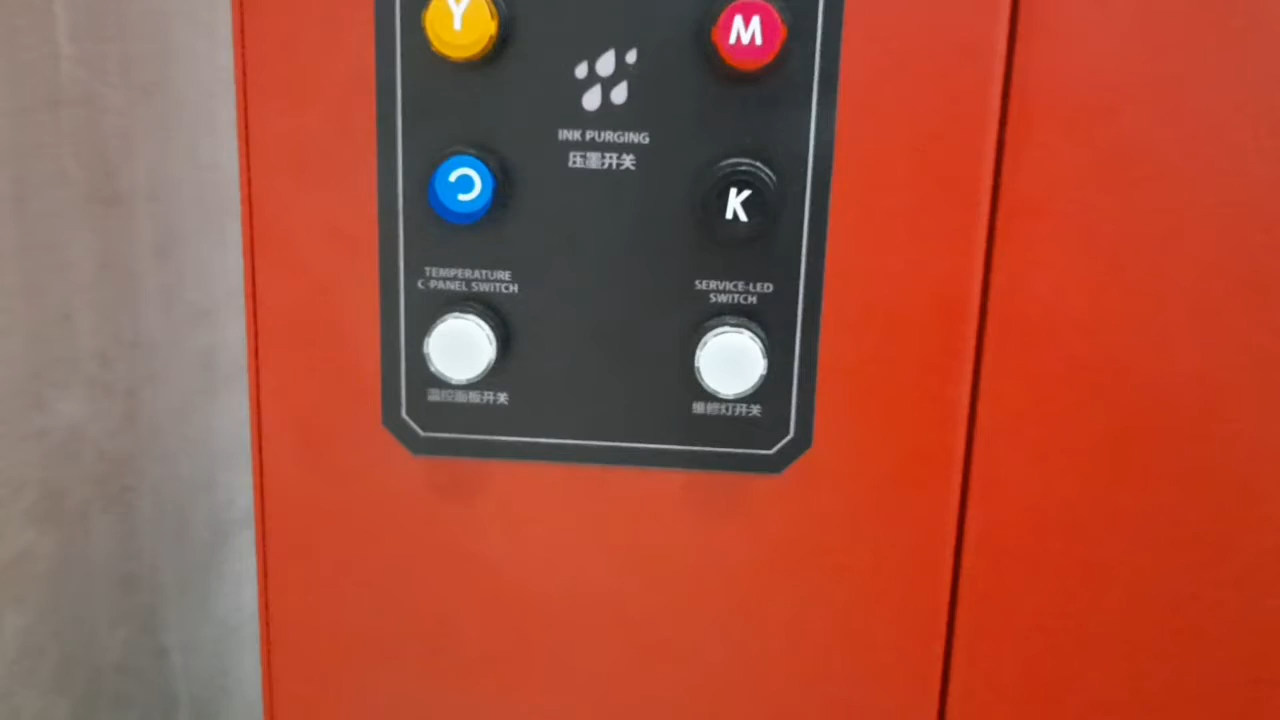 Y
M
INK PURGING
压墨开关
C
K
TEMPERATURE
C-PANEL SWITCH
SERVICE-LED
SWITCH
温控面板开关
维修灯开关